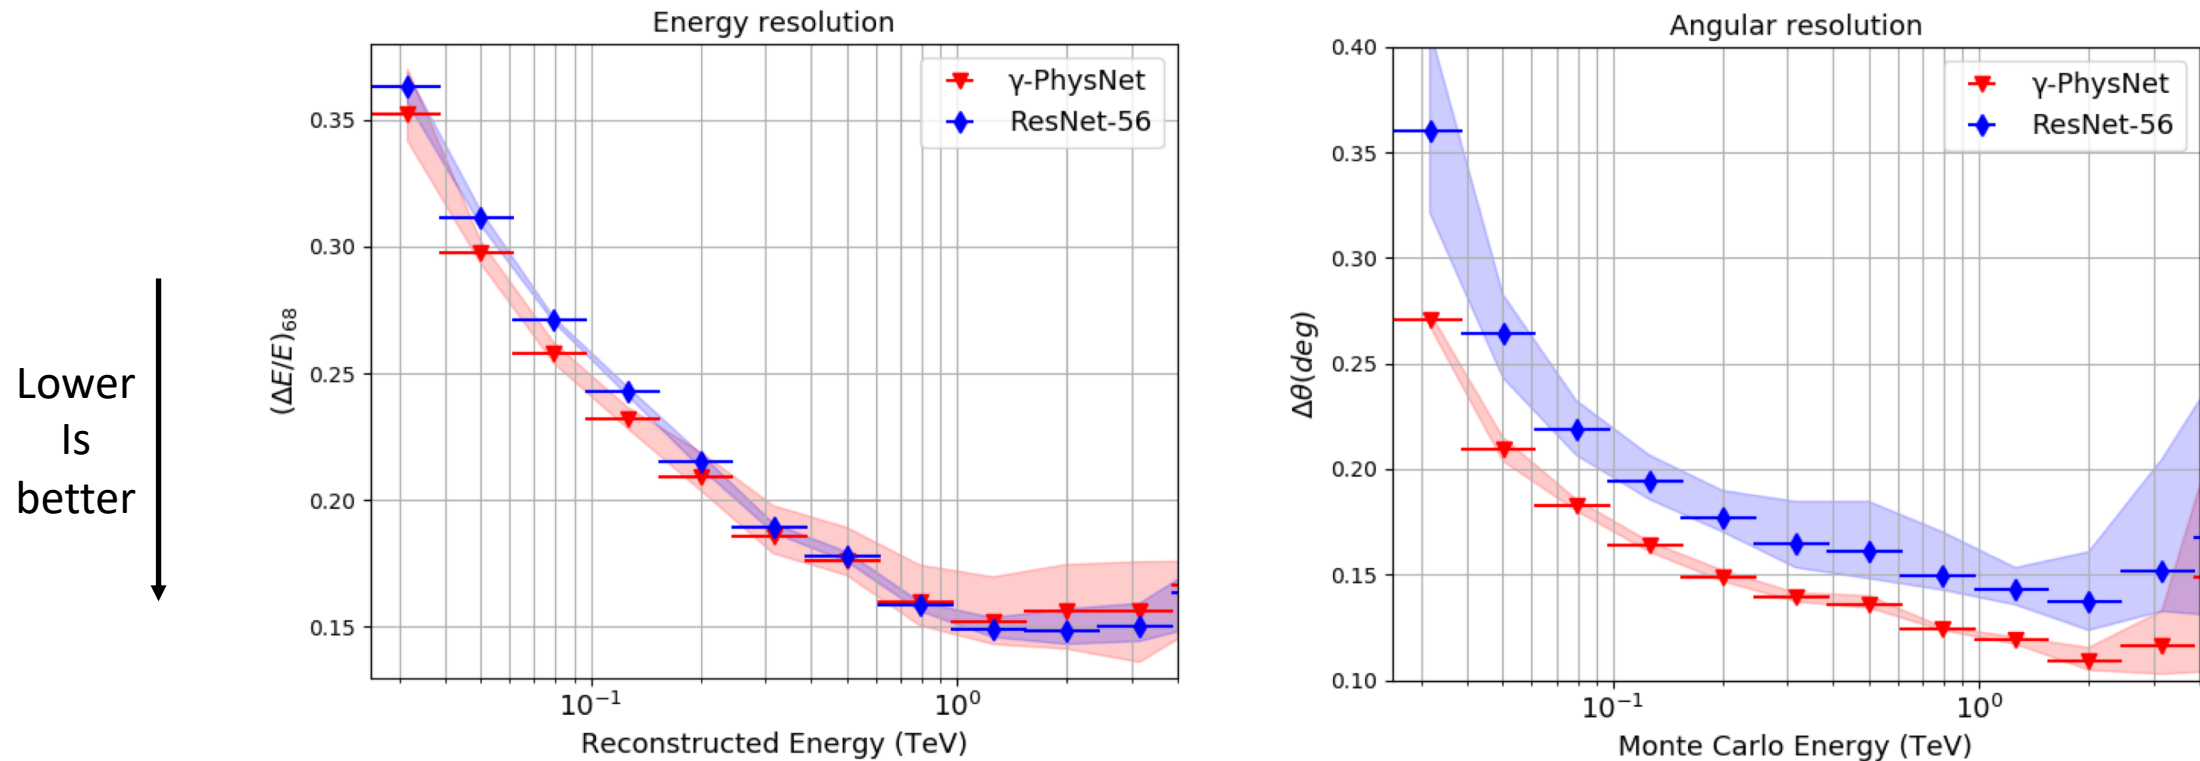 Lower
Is
better
Energy resolution
γ-PhysNet
ResNet-56
0.35
0.30
0.25
0.20
0.15
(ΔE/E)₆₈
10⁻¹
10⁰
Reconstructed Energy (TeV)
Angular resolution
γ-PhysNet
ResNet-56
0.40
0.35
0.30
0.25
0.20
0.15
0.10
Δθ(deg)
10⁻¹
10⁰
Monte Carlo Energy (TeV)